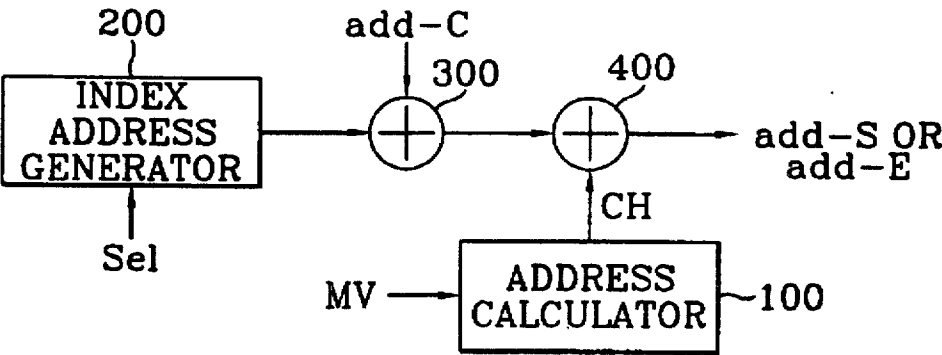 200
add-C
300
400
INDEX
ADDRESS
GENERATOR
add-S OR
add-E
Sel
CH
MV
ADDRESS
CALCULATOR
100